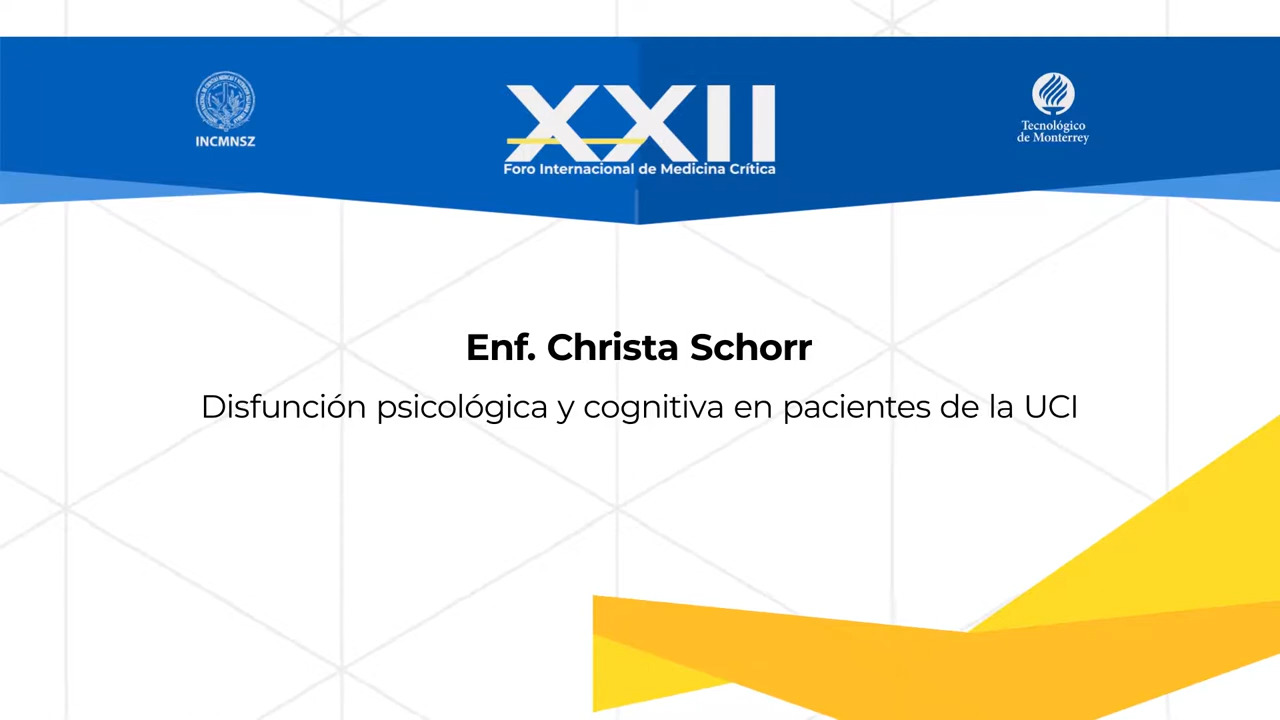 XXII
Foro Internacional de Medicina Crítica
INCMNSZ
Tecnológico
de Monterrey
Enf. Christa Schorr
Disfunción psicológica y cognitiva en pacientes de la UCI